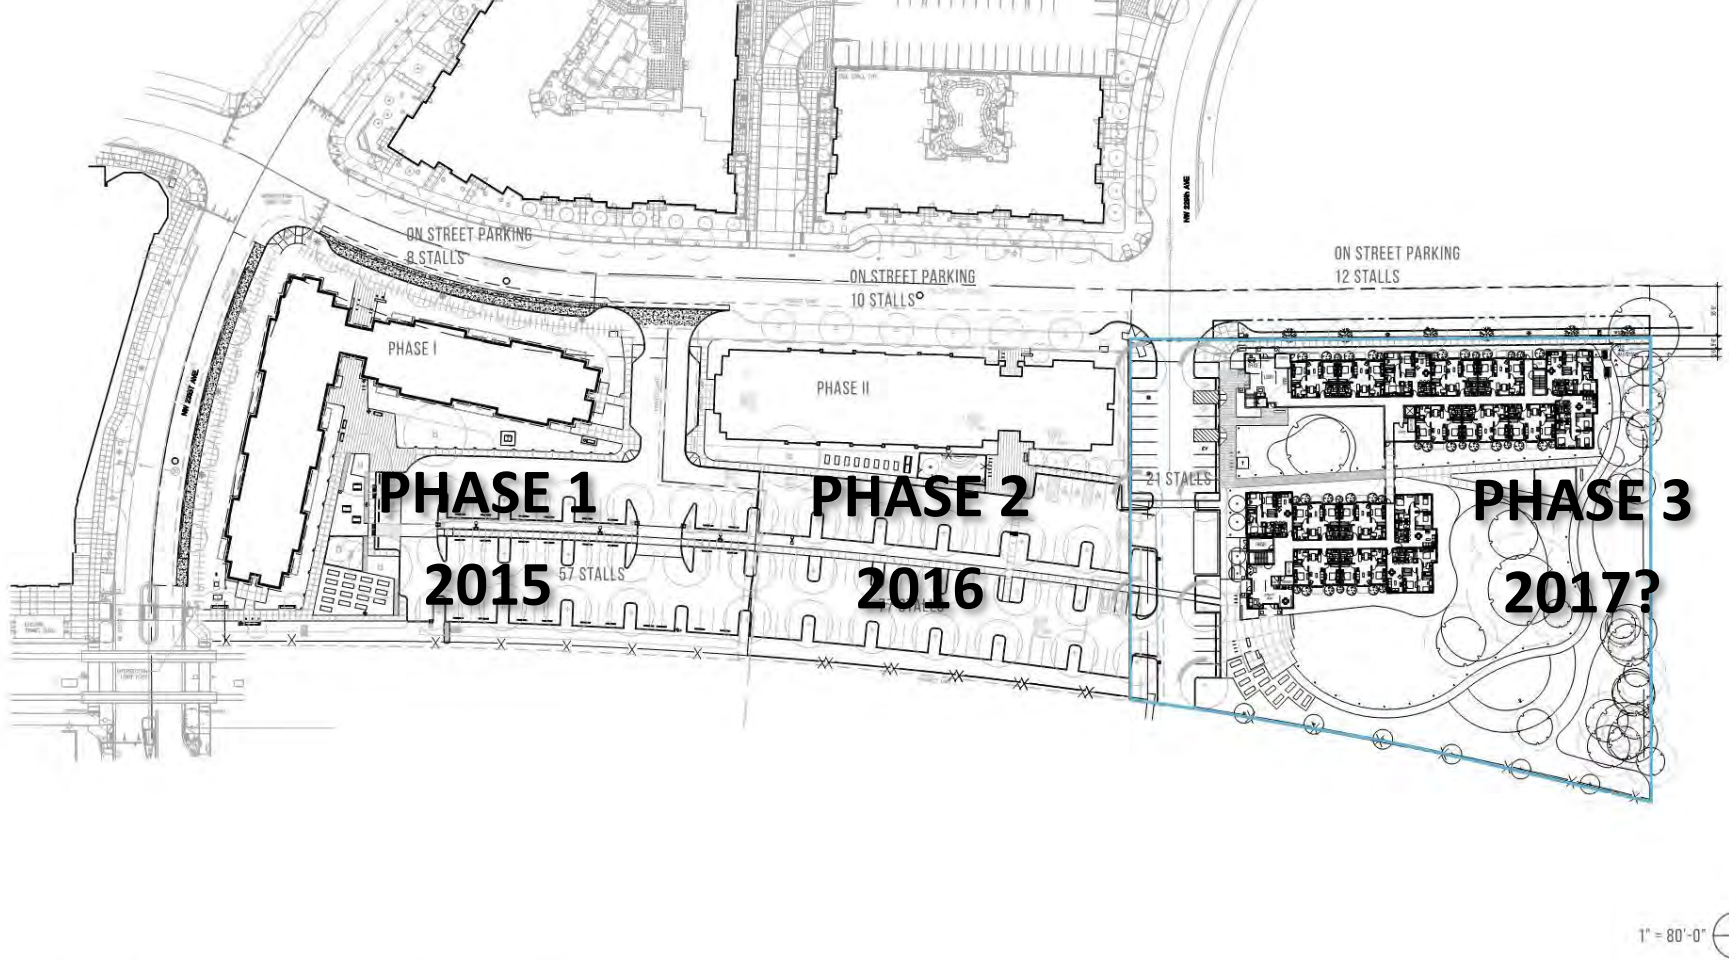 ON STREET PARKING
8 STALLS
ON STREET PARKING
10 STALLS
ON STREET PARKING
12 STALLS
PHASE I
PHASE II
21 STALLS
PHASE 1
2015
PHASE 2
2016
PHASE 3
2017?
57 STALLS
1" = 80'-0"